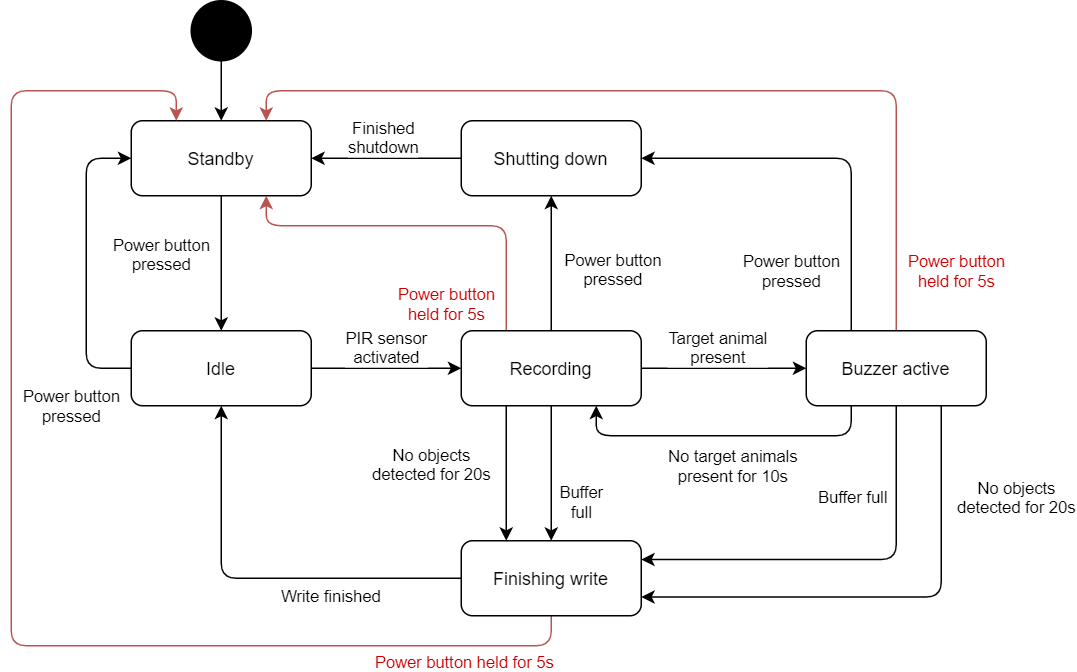 Finished
shutdown
Standby
Shutting down
Power button
pressed
Power button
pressed
Power button
pressed
Power button
held for 5s
Power button
held for 5s
PIR sensor
activated
Target animal
present
Idle
Recording
Buzzer active
Power button
pressed
No objects
detected for 20s
No target animals
present for 10s
Buffer
full
Buffer full
No objects
detected for 20s
Finishing write
Write finished
Power button held for 5s